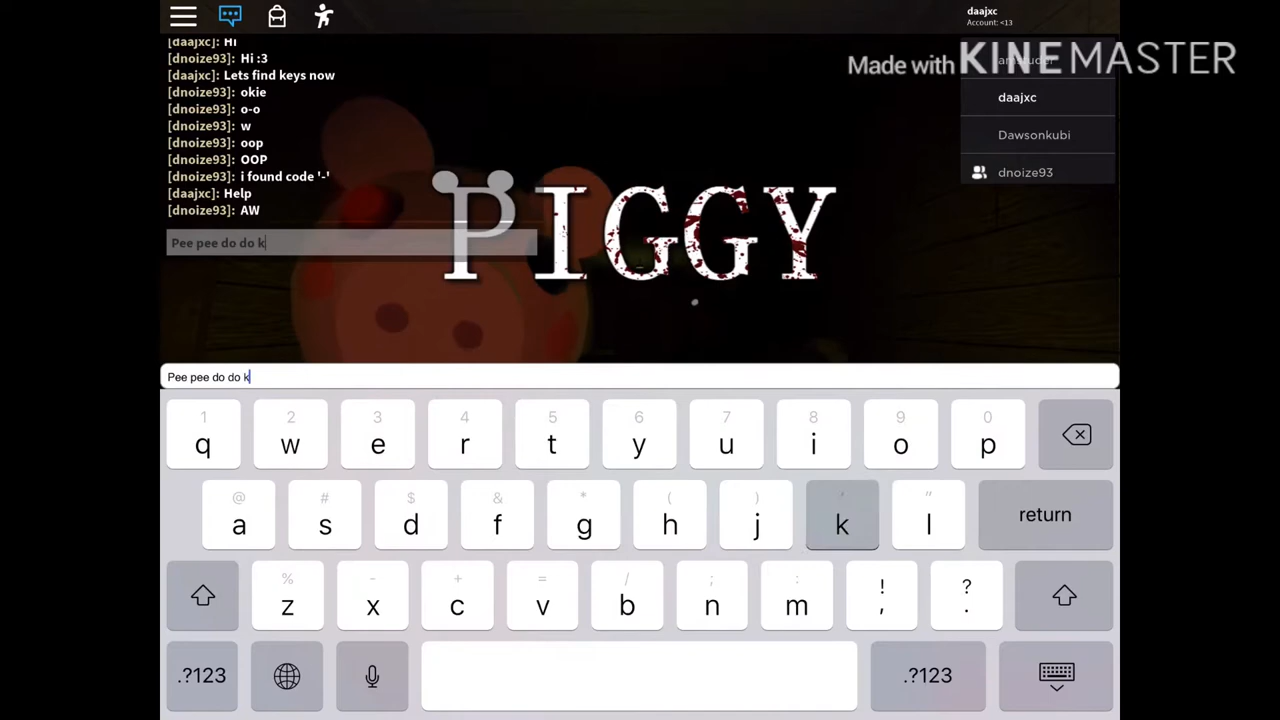 daajxc
Account: <13
Made with KINEMASTER
[daajxc]: Hi
[dnoize93]: Hi :3
[daajxc]: Lets find keys now
[dnoize93]: okie
[dnoize93]: o-o
[dnoize93]: w
[dnoize93]: oop
[dnoize93]: OOP
[dnoize93]: i found code '-'
[daajxc]: Help
[dnoize93]: AW
daajxc
Dawsonkubi
dnoize93
Pee pee do do k
PIGGY
Pee pee do do k
1 2 3 4 5 6 7 8 9 0
q w e r t y u i o p
@ # $ & * ( ) ' "
a s d f g h j k l return
% - + = / ; : ! ?
z x c v b n m , .
.?123 .?123